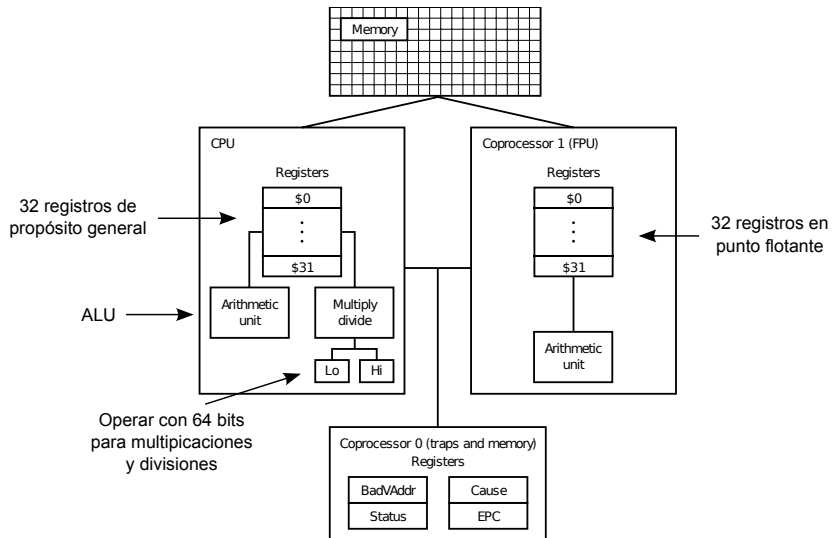 Memory
CPU
Registers
$0
$31
Arithmetic
unit
Multiply
divide
Lo
Hi
Coprocessor 1 (FPU)
Registers
$0
$31
Arithmetic
unit
32 registros de
propósito general
ALU
Operar con 64 bits
para multipicaciones
y divisiones
32 registros en
punto flotante
Coprocessor 0 (traps and memory)
Registers
BadVAddr
Cause
Status
EPC